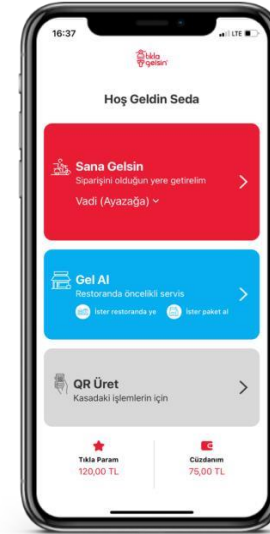 16:37
LTE
tıkla
gelsin
Hoş Geldin Seda
Sana Gelsin
Siparişini olduğun yere getirelim
Vadi (Ayazağa)
Gel Al
Restoranda öncelikli servis
İster restoranda ye İster paket al
QR Üret
Kasadaki işlemlerin için
Tıkla Param Cüzdanım
120,00 TL 75,00 TL